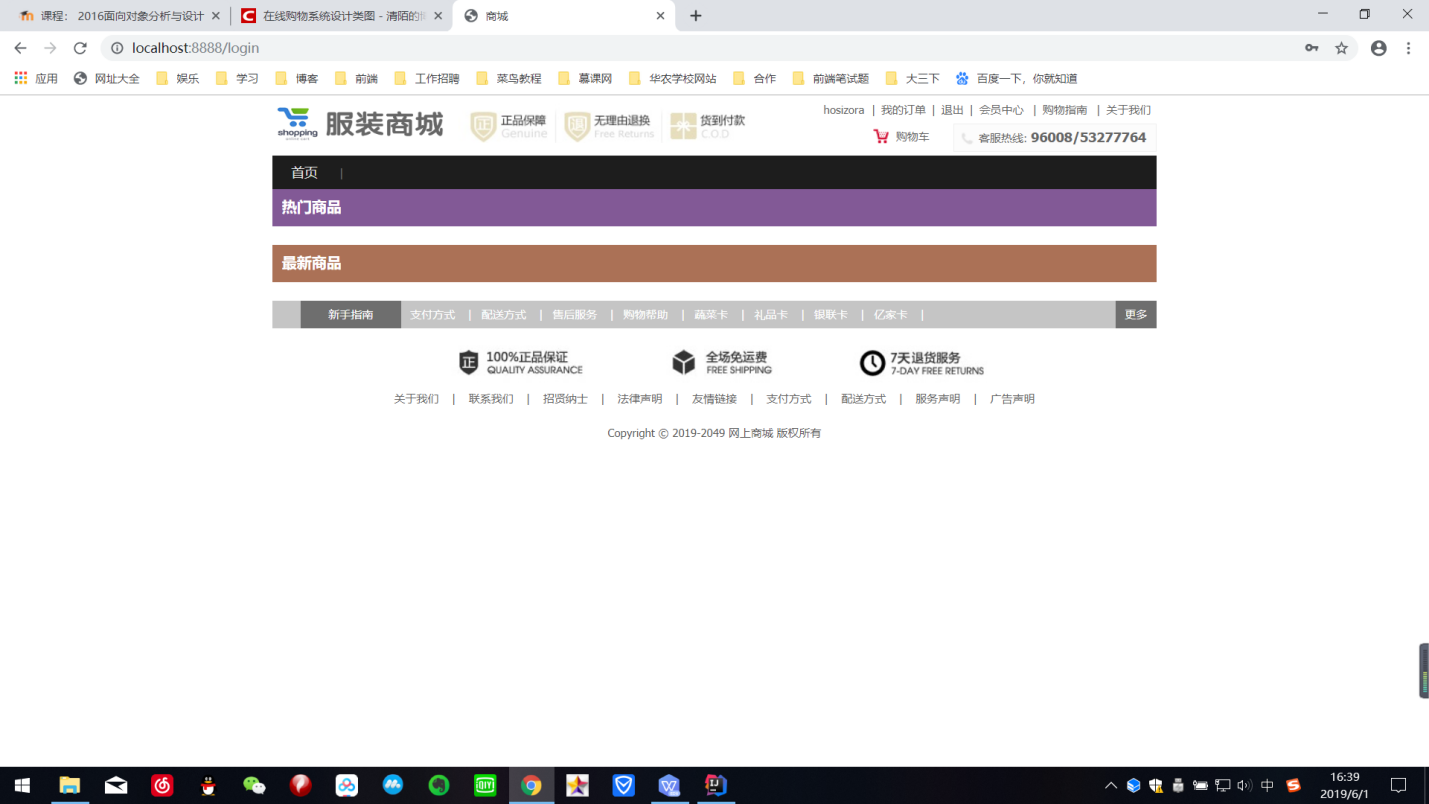 课程： 2016面向对象分析与设计
在线购物系统设计类图 - 清陌的
商城
localhost:8888/login
应用 网址大全 娱乐 学习 博客 前端 工作招聘 菜鸟教程 慕课网 华农学校网站 合作 前端笔试题 大三下 百度一下，你就知道
shopping
服装商城
正品保障
Genuine
无理由退换
Free Returns
货到付款
C.O.D
hosizora | 我的订单 | 退出 | 会员中心 | 购物指南 | 关于我们
购物车
客服热线: 96008/53277764
首页 |
热门商品
最新商品
新手指南 支付方式 | 配送方式 | 售后服务 | 购物帮助 | 蔬菜卡 | 礼品卡 | 银联卡 | 亿家卡 | 更多
正 100%正品保证
QUALITY ASSURANCE
全场免运费
FREE SHIPPING
7天退货服务
7-DAY FREE RETURNS
关于我们 | 联系我们 | 招贤纳士 | 法律声明 | 友情链接 | 支付方式 | 配送方式 | 服务声明 | 广告声明
Copyright © 2019-2049 网上商城 版权所有
中
16:39
2019/6/1